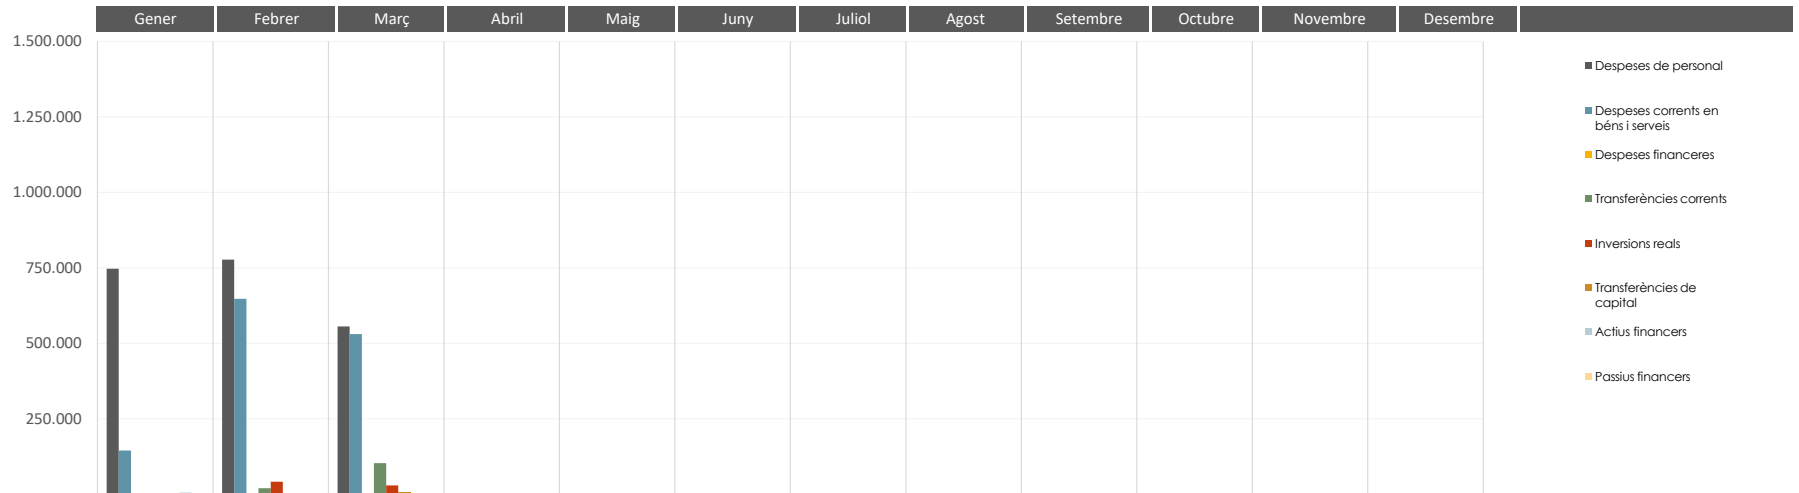 Gener Febrer Març Abril Maig Juny Juliol Agost Setembre Octubre Novembre Desembre
1.500.000
1.250.000
1.000.000
750.000
500.000
250.000
Despeses de personal
Despeses corrents en
béns i serveis
Despeses financeres
Transferències corrents
Inversions reals
Transferències de
capital
Actius financers
Passius financers